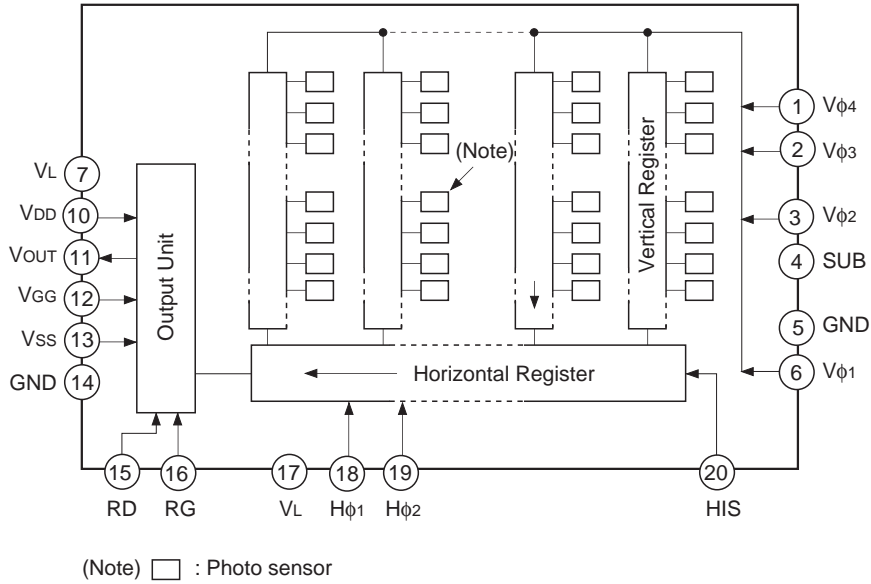 (Note)
Vertical Register
Output Unit
Horizontal Register
VL 7
VDD 10
VOUT 11
VGG 12
VSS 13
GND 14
1 Vϕ4
2 Vϕ3
3 Vϕ2
4 SUB
5 GND
6 Vϕ1
15 16 17 18 19 20
RD RG VL Hϕ1 Hϕ2 HIS
(Note) : Photo sensor